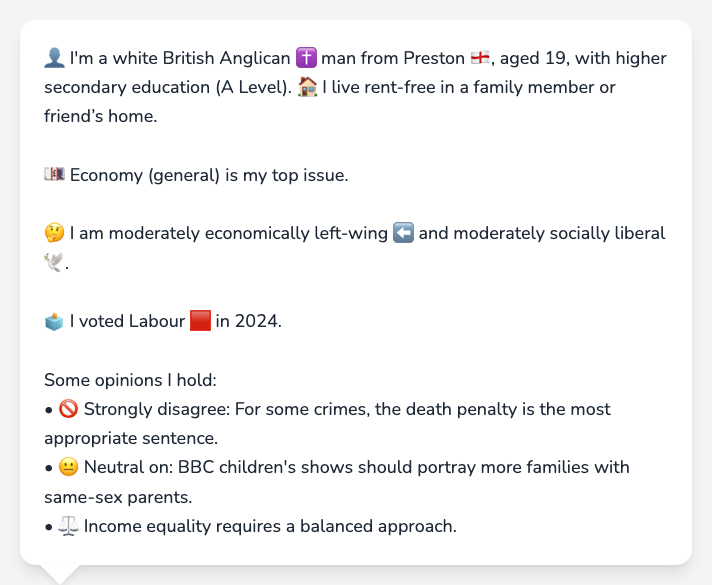 👤 I'm a white British Anglican ✝️ man from Preston 🏴󠁧󠁢󠁥󠁮󠁧󠁿, aged 19, with higher
secondary education (A Level). 🏠 I live rent-free in a family member or
friend’s home.
💷 Economy (general) is my top issue.
🤔 I am moderately economically left-wing ⬅️ and moderately socially liberal
🕊️.
🗳️ I voted Labour 🟥 in 2024.
Some opinions I hold:
• 🚫 Strongly disagree: For some crimes, the death penalty is the most
appropriate sentence.
• 😐 Neutral on: BBC children's shows should portray more families with
same-sex parents.
• ⚖️ Income equality requires a balanced approach.